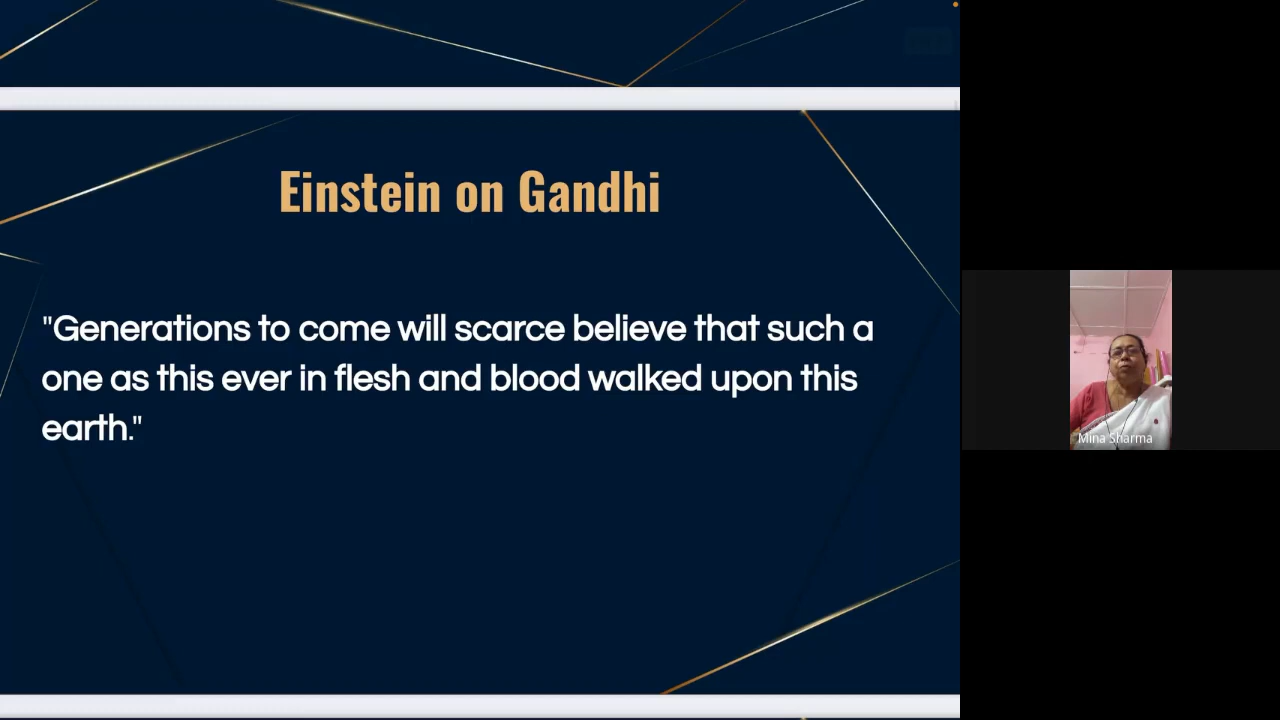 Einstein on Gandhi
"Generations to come will scarce believe that such a
one as this ever in flesh and blood walked upon this
earth."
Mina Sharma